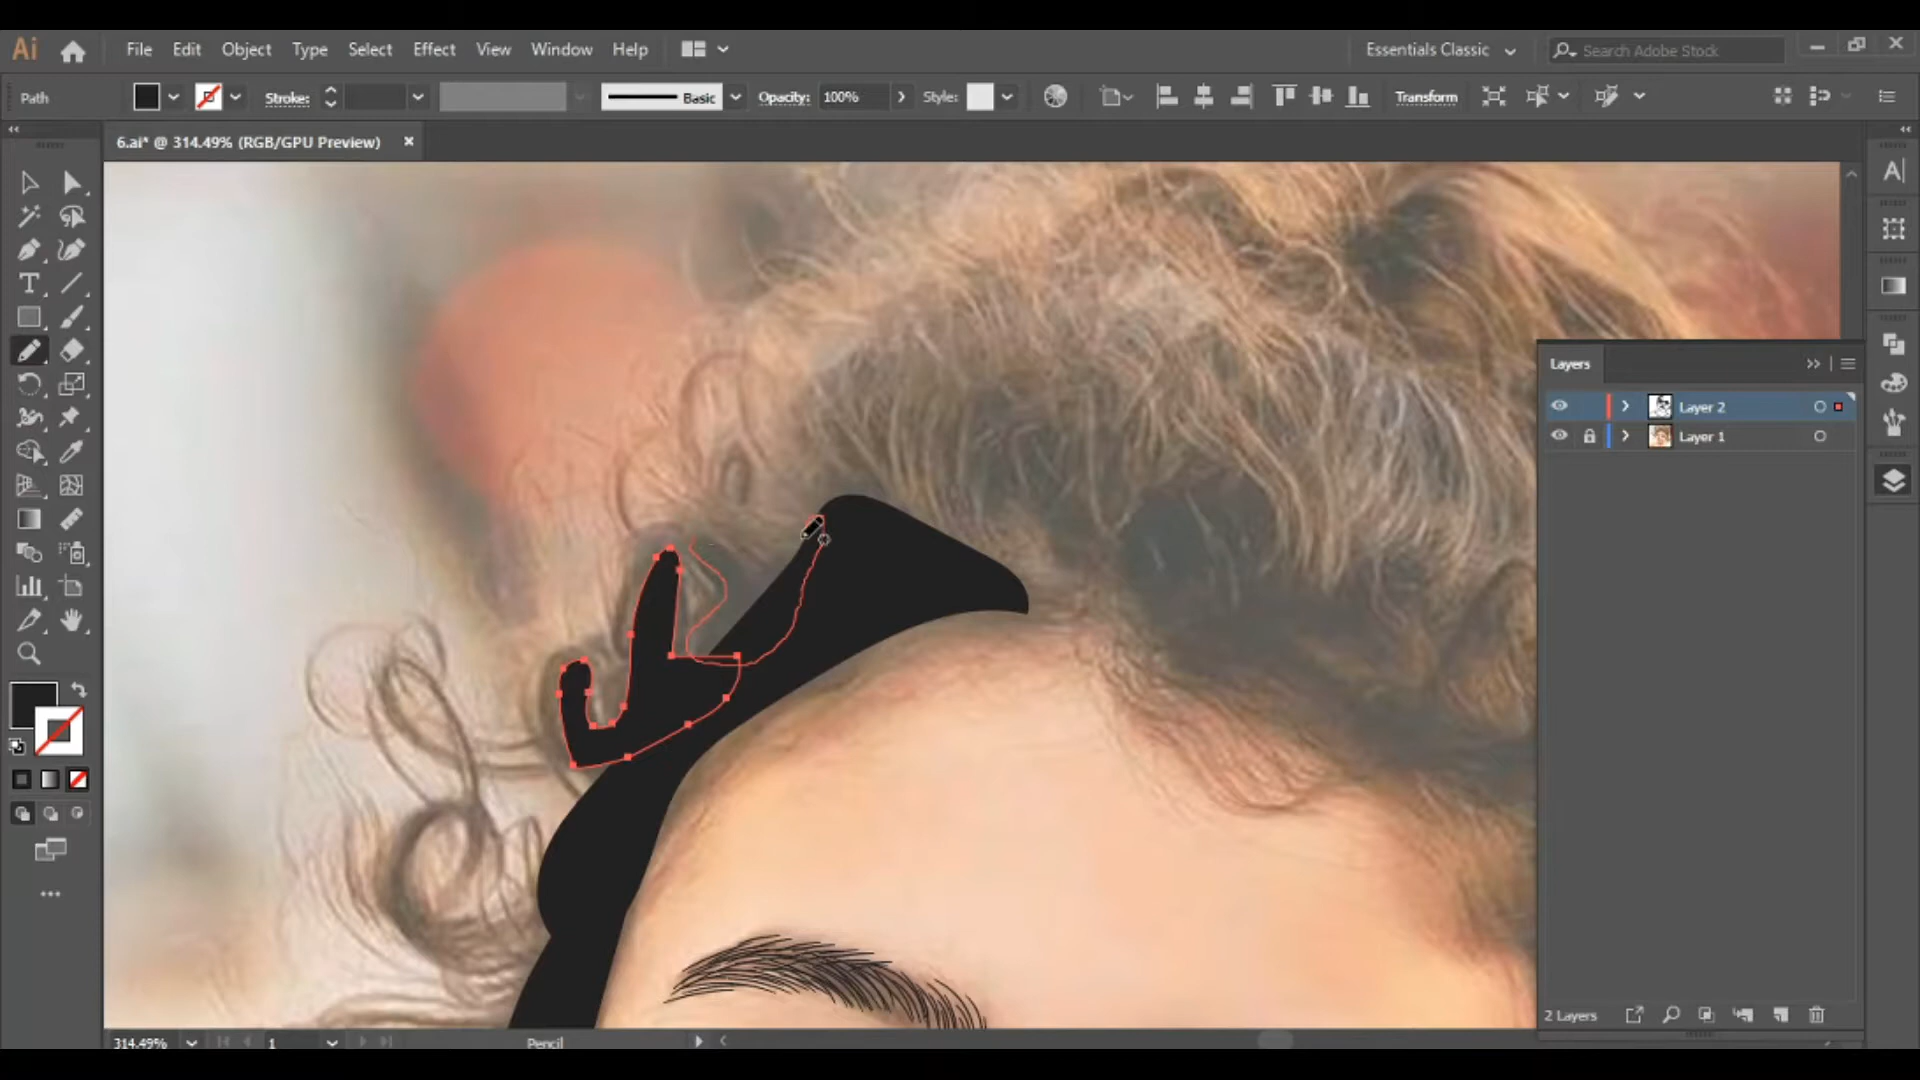 Ai File Edit Object Type Select Effect View Window Help Essentials Classic Search Adobe Stock
Path Stroke: Basic Opacity: 100% Style: Transform
6.ai* @ 314.49% (RGB/GPU Preview)
Layers
Layer 2
Layer 1
2 Layers
314.49% 1 Pencil